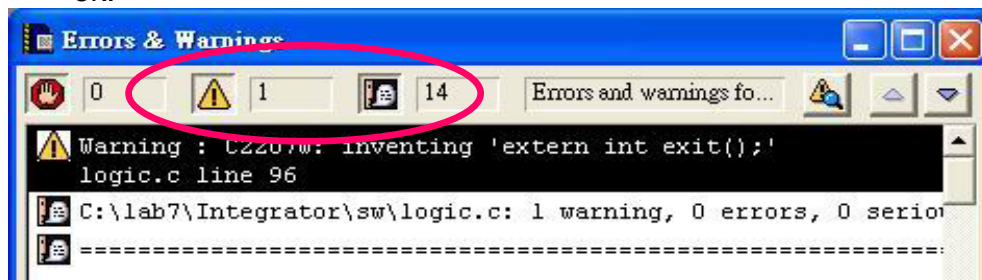 Errors & Warnings
0 1 14 Errors and warnings fo...
Warning : C2207W: inventing 'extern int exit();'
logic.c line 96
C:\lab7\Integrator\sw\logic.c: 1 warning, 0 errors, 0 seriou
============================================================